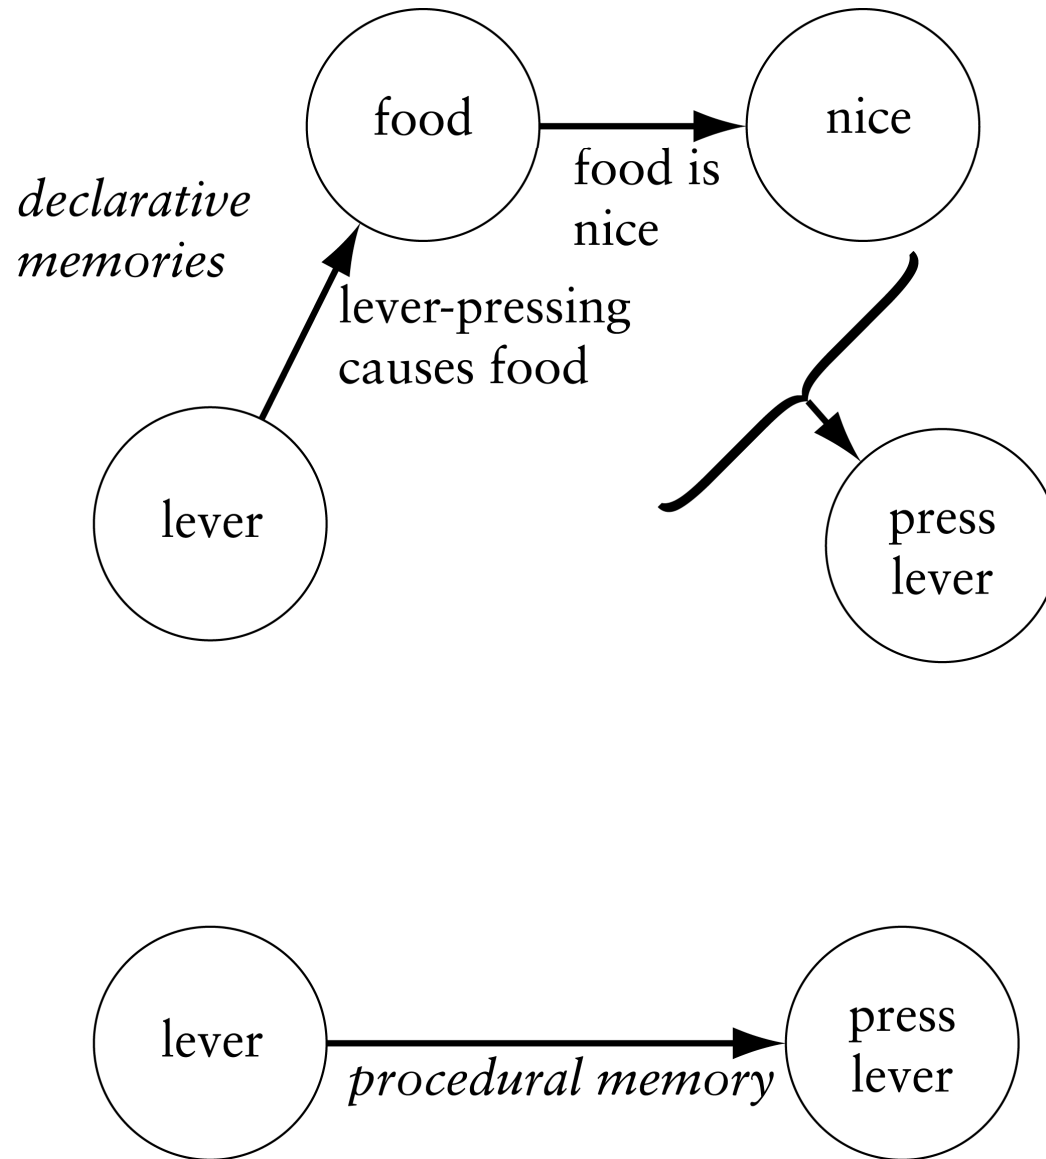 food
nice
food is
nice
declarative
memories
lever-pressing
causes food
lever
press
lever
lever
press
lever
procedural memory